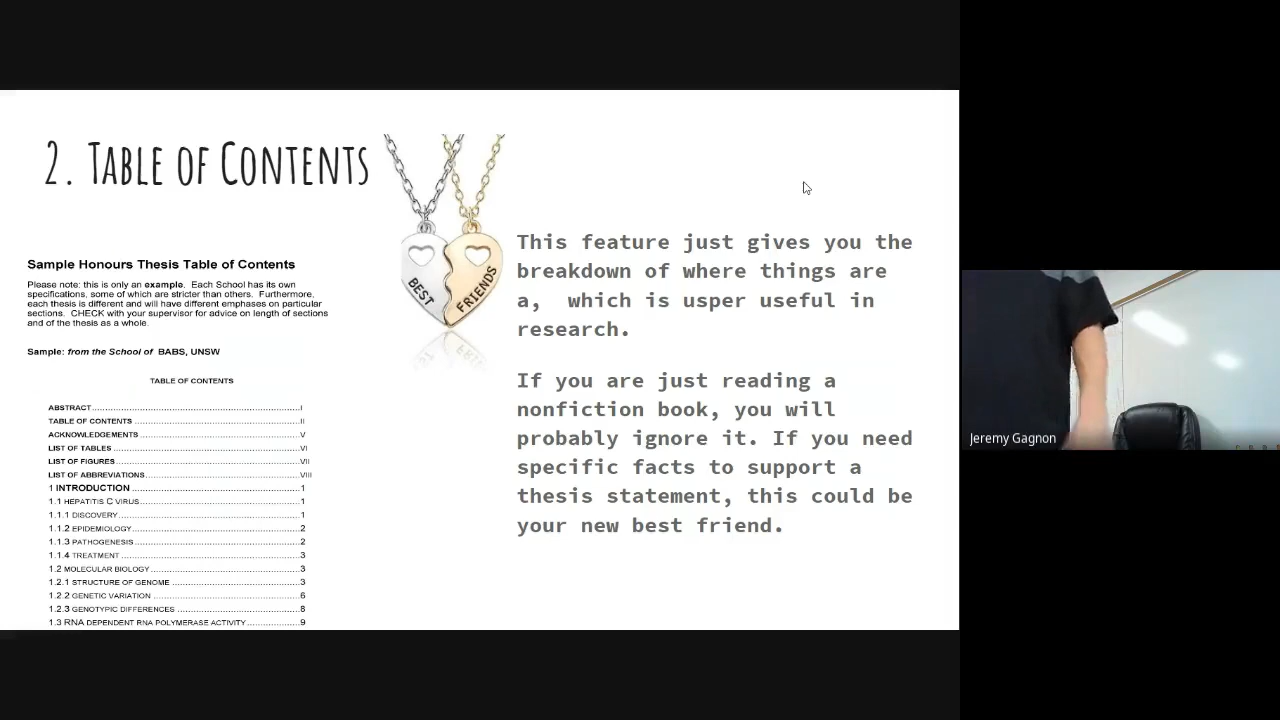 2. Table of Contents
BEST
FRIENDS
This feature just gives you the
breakdown of where things are
a,  which is usper useful in
research.
If you are just reading a
nonfiction book, you will
probably ignore it. If you need
specific facts to support a
thesis statement, this could be
your new best friend.
Sample Honours Thesis Table of Contents
Please note: this is only an example. Each School has its own
specifications, some of which are stricter than others. Furthermore,
each thesis is different and will have different emphases on particular
sections. CHECK with your supervisor for advice on length of sections
and of the thesis as a whole.
Sample: from the School of BABS, UNSW
TABLE OF CONTENTS
ABSTRACT.....I
TABLE OF CONTENTS.....II
ACKNOWLEDGEMENTS.....V
LIST OF TABLES.....VI
LIST OF FIGURES.....VII
LIST OF ABBREVIATIONS.....VIII
1 INTRODUCTION.....1
1.1 HEPATITIS C VIRUS.....1
1.1.1 DISCOVERY.....1
1.1.2 EPIDEMIOLOGY.....2
1.1.3 PATHOGENESIS.....2
1.1.4 TREATMENT.....3
1.2 MOLECULAR BIOLOGY.....3
1.2.1 STRUCTURE OF GENOME.....3
1.2.2 GENETIC VARIATION.....6
1.2.3 GENOTYPIC DIFFERENCES.....8
1.3 RNA DEPENDENT RNA POLYMERASE ACTIVITY.....9
Jeremy Gagnon